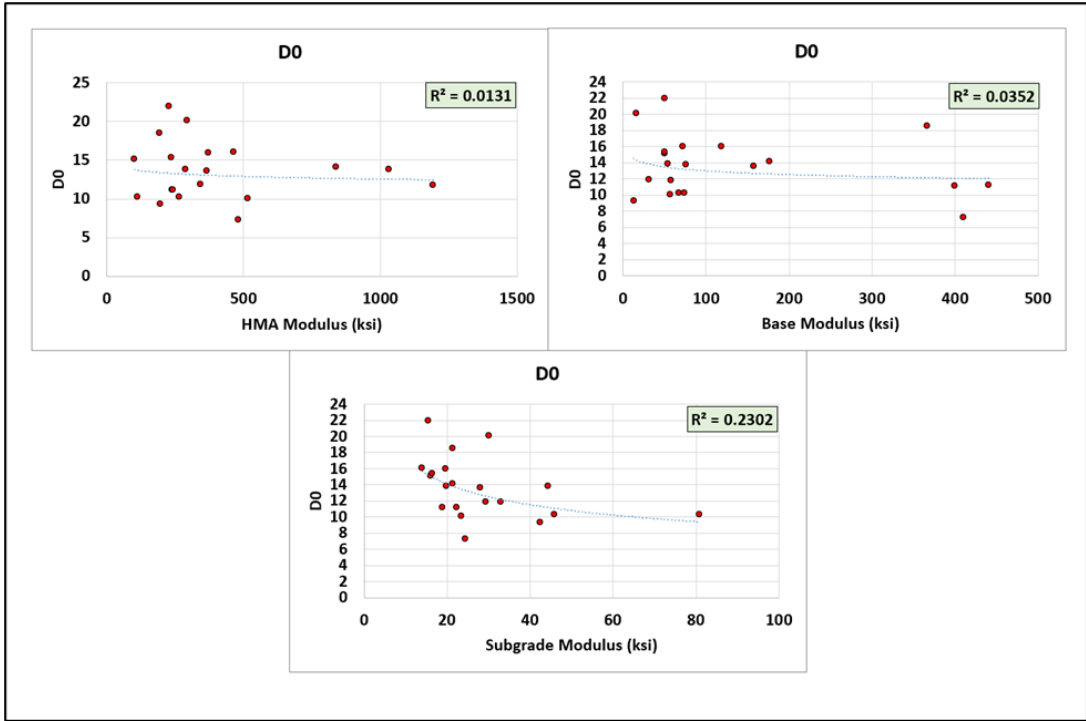 D0
R² = 0.0131
25
20
15
10
5
0
D0
0 500 1000 1500
HMA Modulus (ksi)
D0
R² = 0.0352
24
22
20
18
16
14
12
10
8
6
4
2
0
D0
0 100 200 300 400 500
Base Modulus (ksi)
D0
R² = 0.2302
24
22
20
18
16
14
12
10
8
6
4
2
0
D0
0 20 40 60 80 100
Subgrade Modulus (ksi)